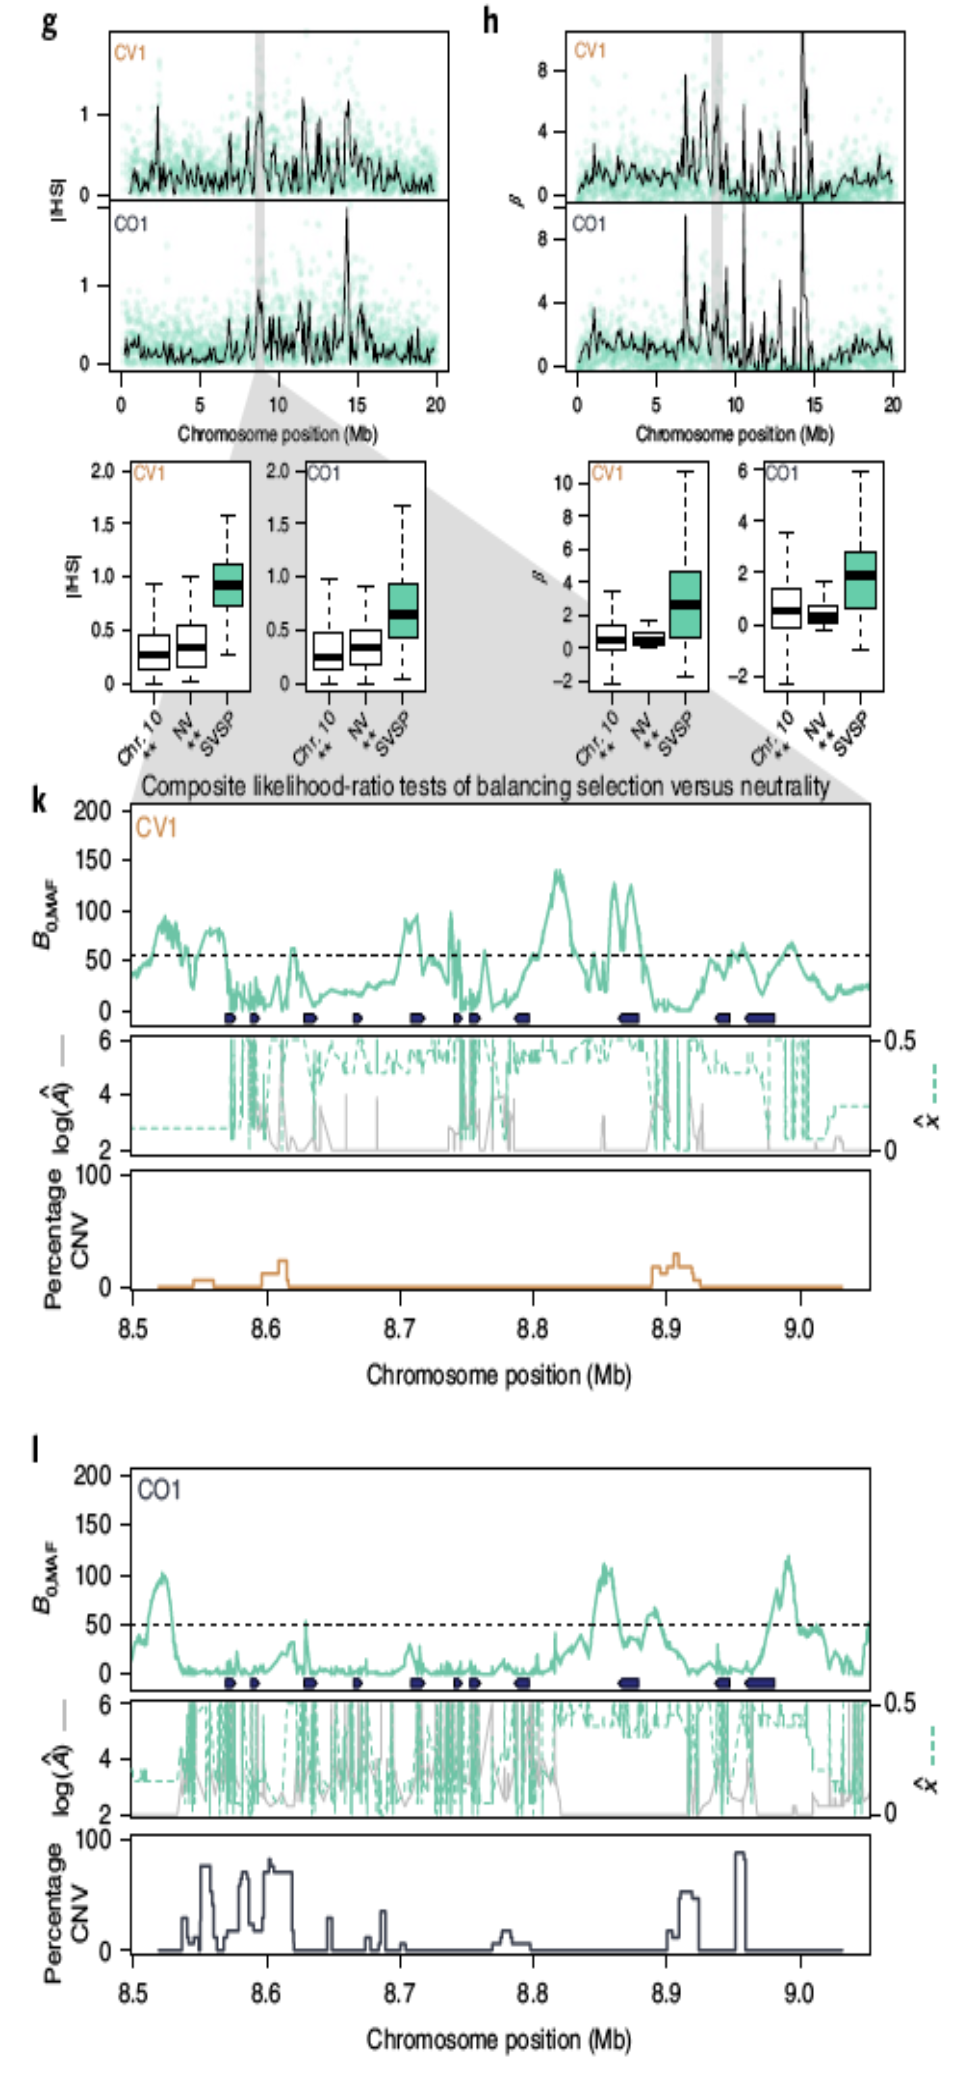 g
h
CV1
1
0
|iHS|
CO1
1
0
0 5 10 15 20
Chromosome position (Mb)
CV1
8
4
0
β
CO1
8
4
0
0 5 10 15 20
Chromosome position (Mb)
CV1
2.0
1.5
1.0
0.5
0
|iHS|
Chr. 10 NV SVSP
** **
CO1
2.0
1.5
1.0
0.5
0
Chr. 10 NV SVSP
** **
CV1
10
8
6
4
2
0
−2
β
Chr. 10 NV SVSP
** **
CO1
6
4
2
0
−2
Chr. 10 NV SVSP
** **
k
Composite likelihood-ratio tests of balancing selection versus neutrality
CV1
200
150
100
50
0
B0,MAF
6
4
2
log(Â)
0.5
0
x̂
100
0
Percentage
CNV
8.5 8.6 8.7 8.8 8.9 9.0
Chromosome position (Mb)
l
CO1
200
150
100
50
0
B0,MAF
6
4
2
log(Â)
0.5
0
x̂
100
0
Percentage
CNV
8.5 8.6 8.7 8.8 8.9 9.0
Chromosome position (Mb)